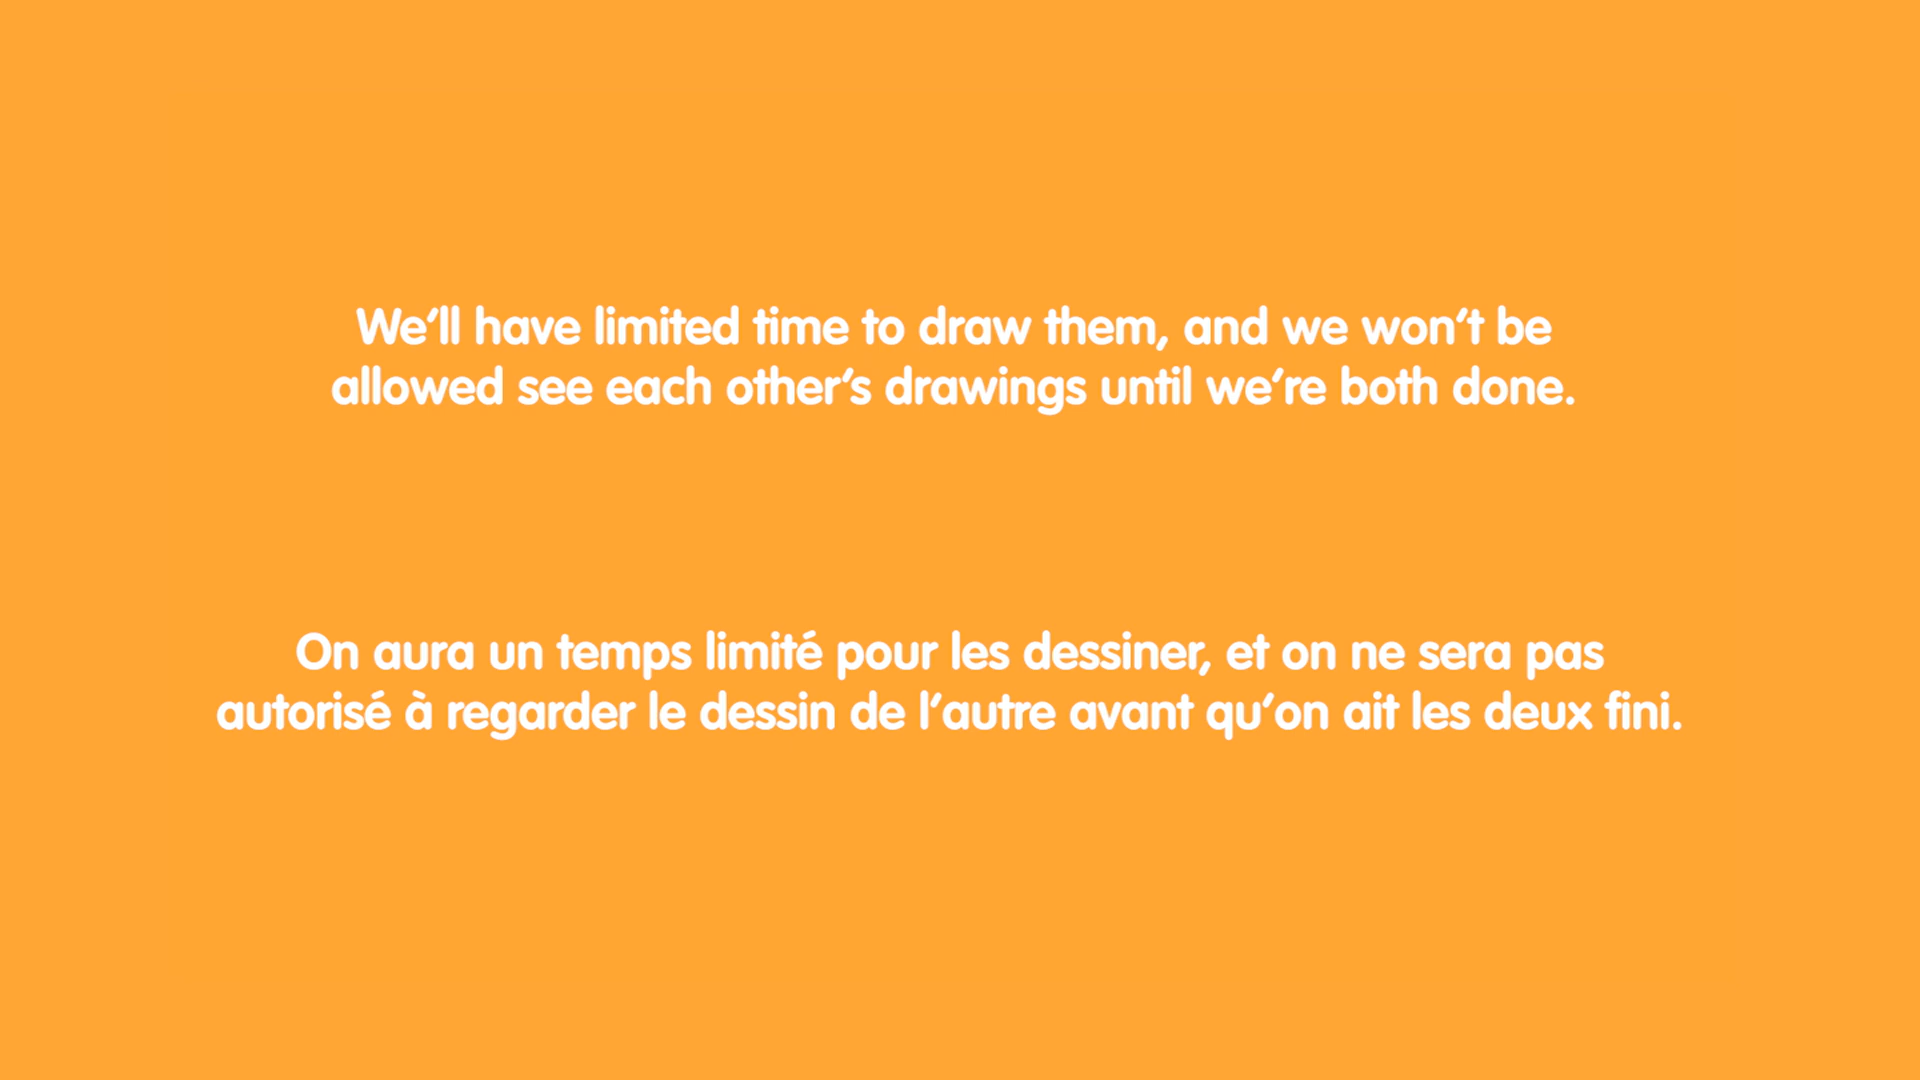 We'll have limited time to draw them, and we won't be
allowed see each other's drawings until we're both done.
On aura un temps limité pour les dessiner, et on ne sera pas
autorisé à regarder le dessin de l'autre avant qu'on ait les deux fini.